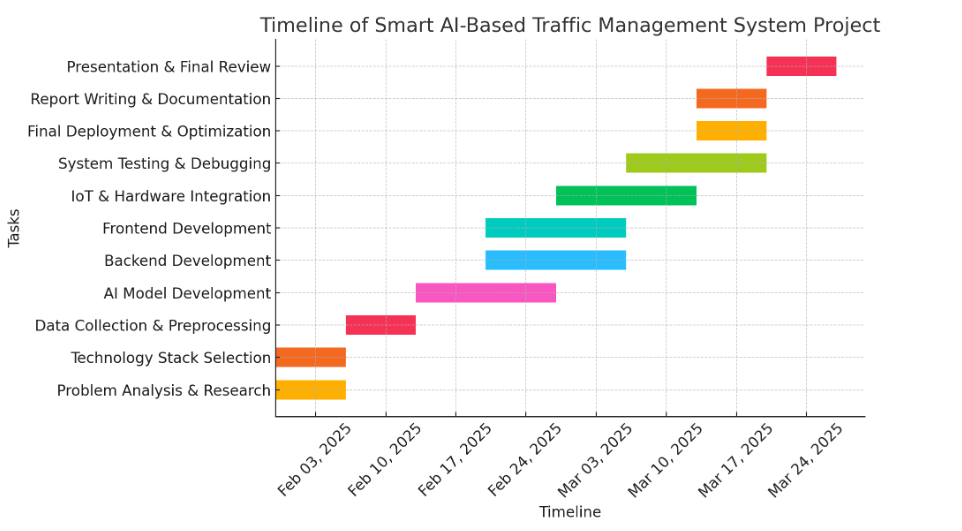 Timeline of Smart AI-Based Traffic Management System Project
Presentation & Final Review
Report Writing & Documentation
Final Deployment & Optimization
System Testing & Debugging
IoT & Hardware Integration
Frontend Development
Backend Development
AI Model Development
Data Collection & Preprocessing
Technology Stack Selection
Problem Analysis & Research
Tasks
Feb 03, 2025
Feb 10, 2025
Feb 17, 2025
Feb 24, 2025
Mar 03, 2025
Mar 10, 2025
Mar 17, 2025
Mar 24, 2025
Timeline